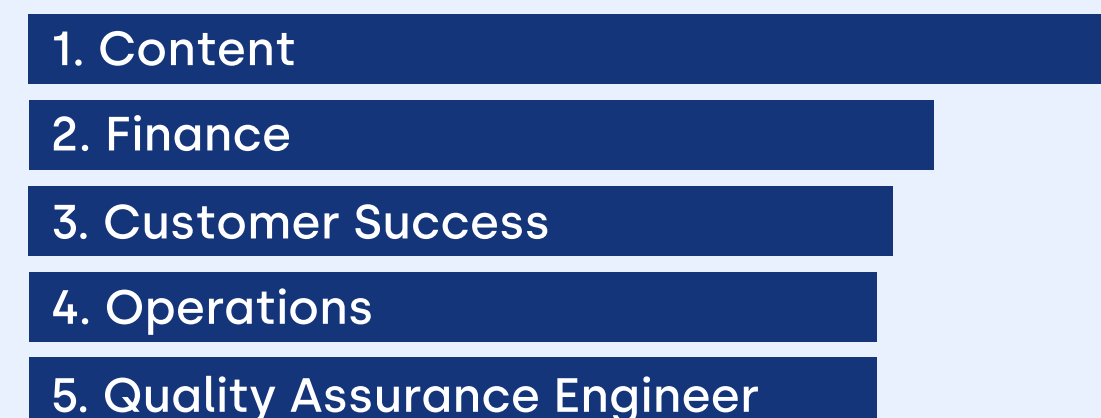 1. Content
2. Finance
3. Customer Success
4. Operations
5. Quality Assurance Engineer